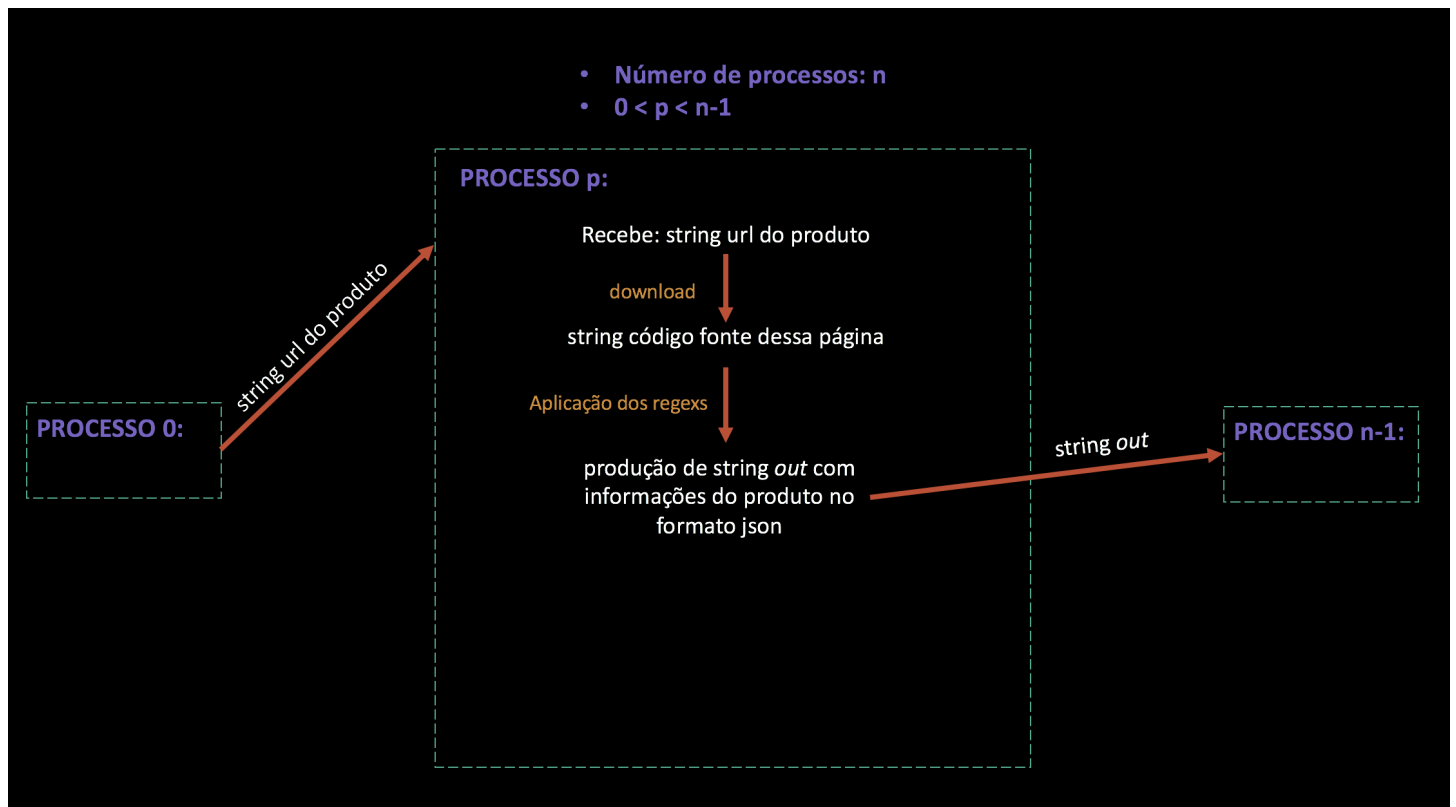 • Número de processos: n
• 0 < p < n-1
PROCESSO p:
Recebe: string url do produto
download
string código fonte dessa página
Aplicação dos regexs
produção de string out com
informações do produto no
formato json
string url do produto
PROCESSO 0:
string out
PROCESSO n-1: